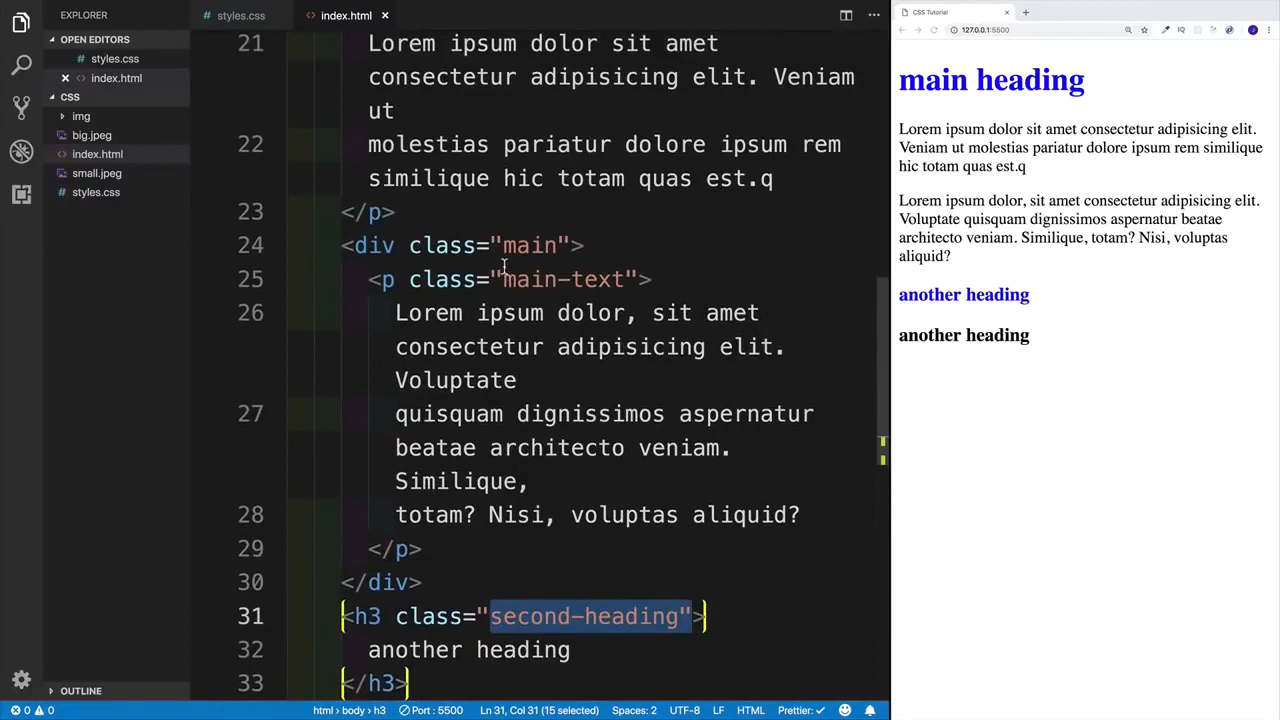 EXPLORER
OPEN EDITORS
styles.css
index.html
CSS
img
big.jpeg
index.html
small.jpeg
styles.css
OUTLINE
styles.css
index.html
21 Lorem ipsum dolor sit amet
consectetur adipisicing elit. Veniam
ut
22 molestias pariatur dolore ipsum rem
similique hic totam quas est.q
23 </p>
24 <div class="main">
25 <p class="main-text">
26 Lorem ipsum dolor, sit amet
consectetur adipisicing elit.
Voluptate
27 quisquam dignissimos aspernatur
beatae architecto veniam.
Similique,
28 totam? Nisi, voluptas aliquid?
29 </p>
30 </div>
31 <h3 class="second-heading">
32 another heading
33 </h3>
0 0 html › body › h3 Port : 5500 Ln 31, Col 31 (15 selected) Spaces: 2 UTF-8 LF HTML Prettier: ✓
CSS Tutorial
127.0.0.1:5500
IQ
J
main heading
Lorem ipsum dolor sit amet consectetur adipisicing elit.
Veniam ut molestias pariatur dolore ipsum rem similique
hic totam quas est.q
Lorem ipsum dolor, sit amet consectetur adipisicing elit.
Voluptate quisquam dignissimos aspernatur beatae
architecto veniam. Similique, totam? Nisi, voluptas
aliquid?
another heading
another heading